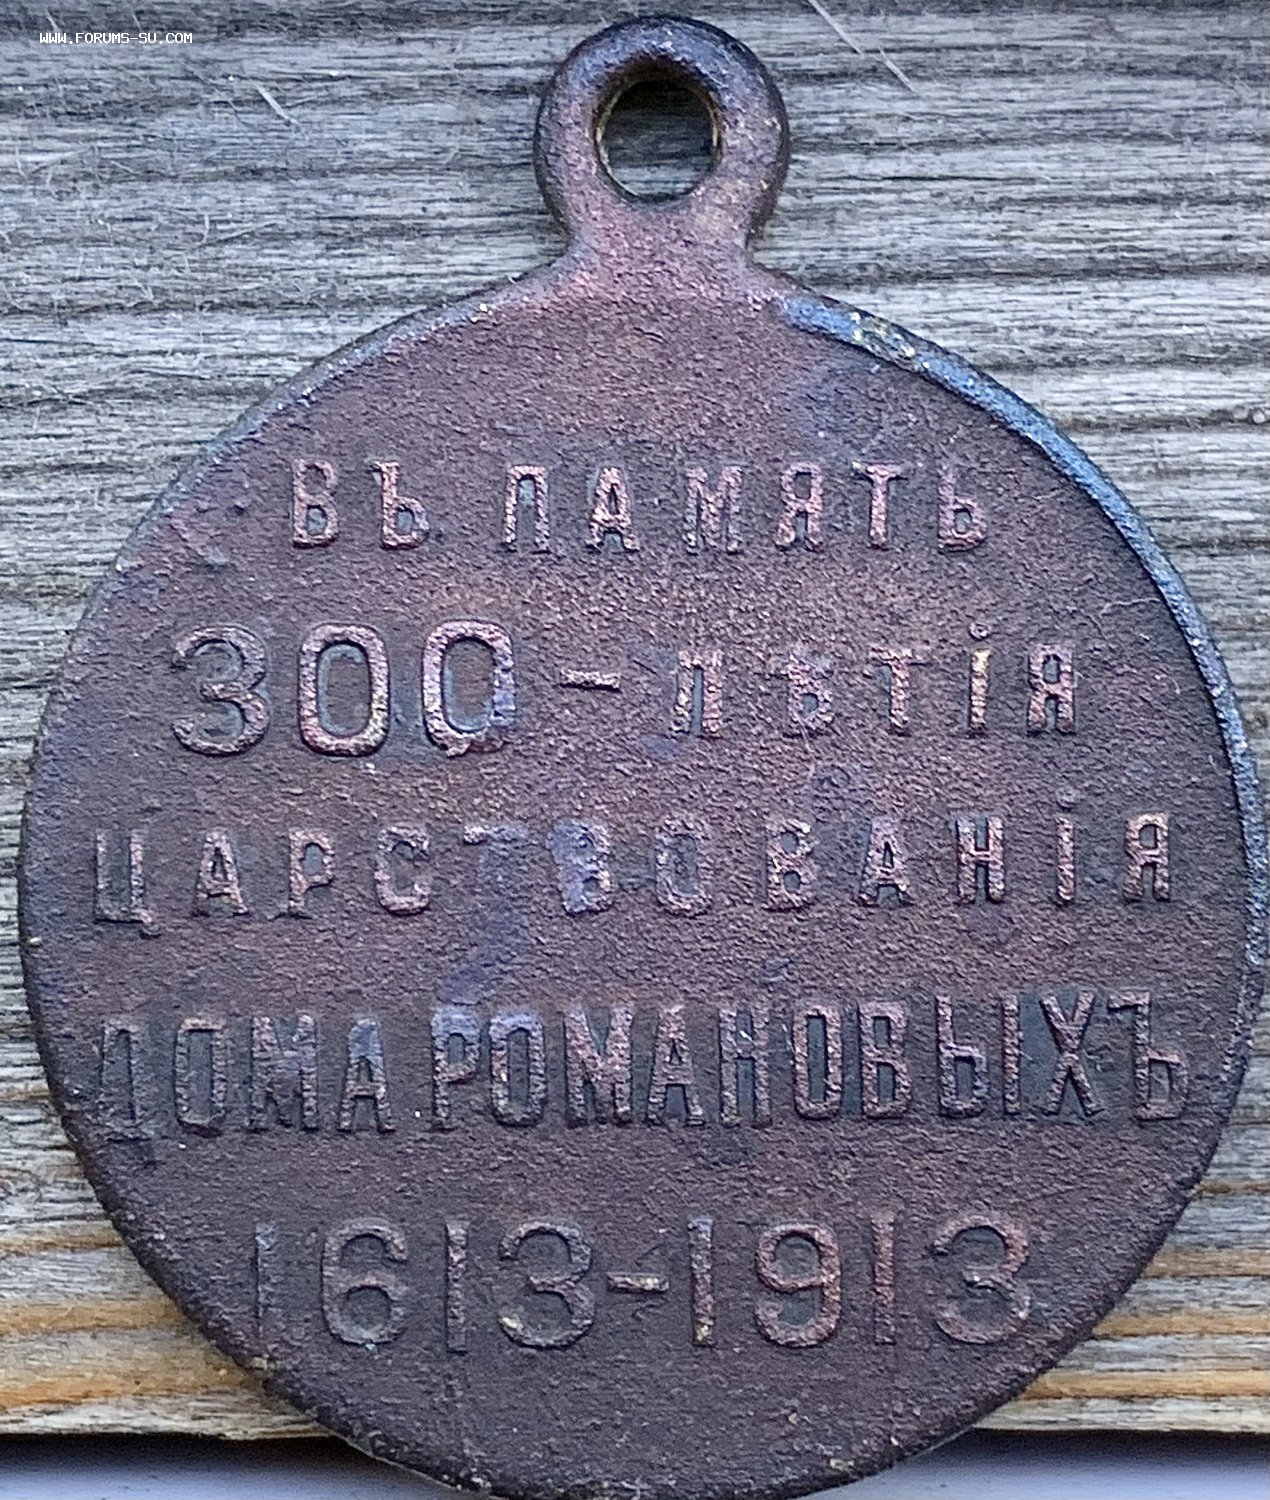 WWW.FORUMS-SU.COM
ВЪ ПАМЯТЬ
300-ЛѢТІЯ
ЦАРСТВОВАНІЯ
ДОМА РОМАНОВЫХЪ
1613-1913